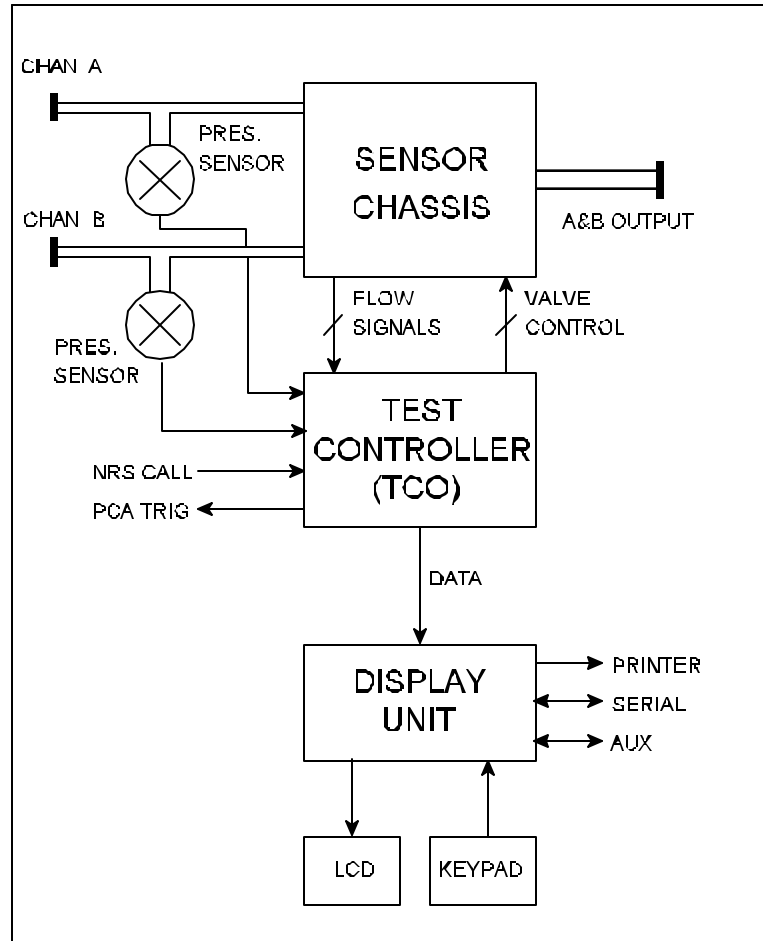 CHAN A
PRES.
SENSOR
SENSOR
CHASSIS
CHAN B
A&B OUTPUT
FLOW
SIGNALS
VALVE
CONTROL
PRES.
SENSOR
TEST
CONTROLLER
(TCO)
NRS CALL
PCA TRIG
DATA
DISPLAY
UNIT
PRINTER
SERIAL
AUX
LCD
KEYPAD